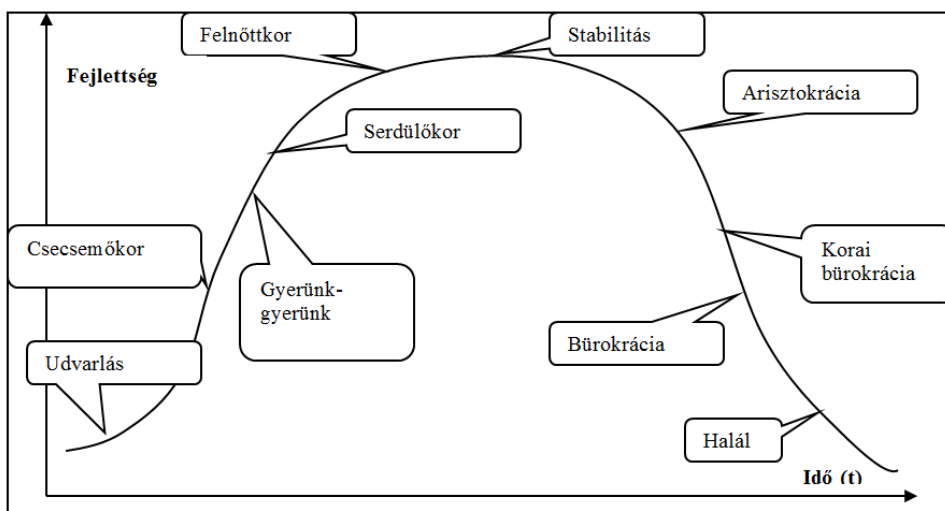 Felnőttkor
Stabilitás
Fejlettség
Arisztokrácia
Serdülőkor
Csecsemőkor
Korai
bürokrácia
Gyerünk-
gyerünk
Bürokrácia
Udvarlás
Halál
Idő (t)